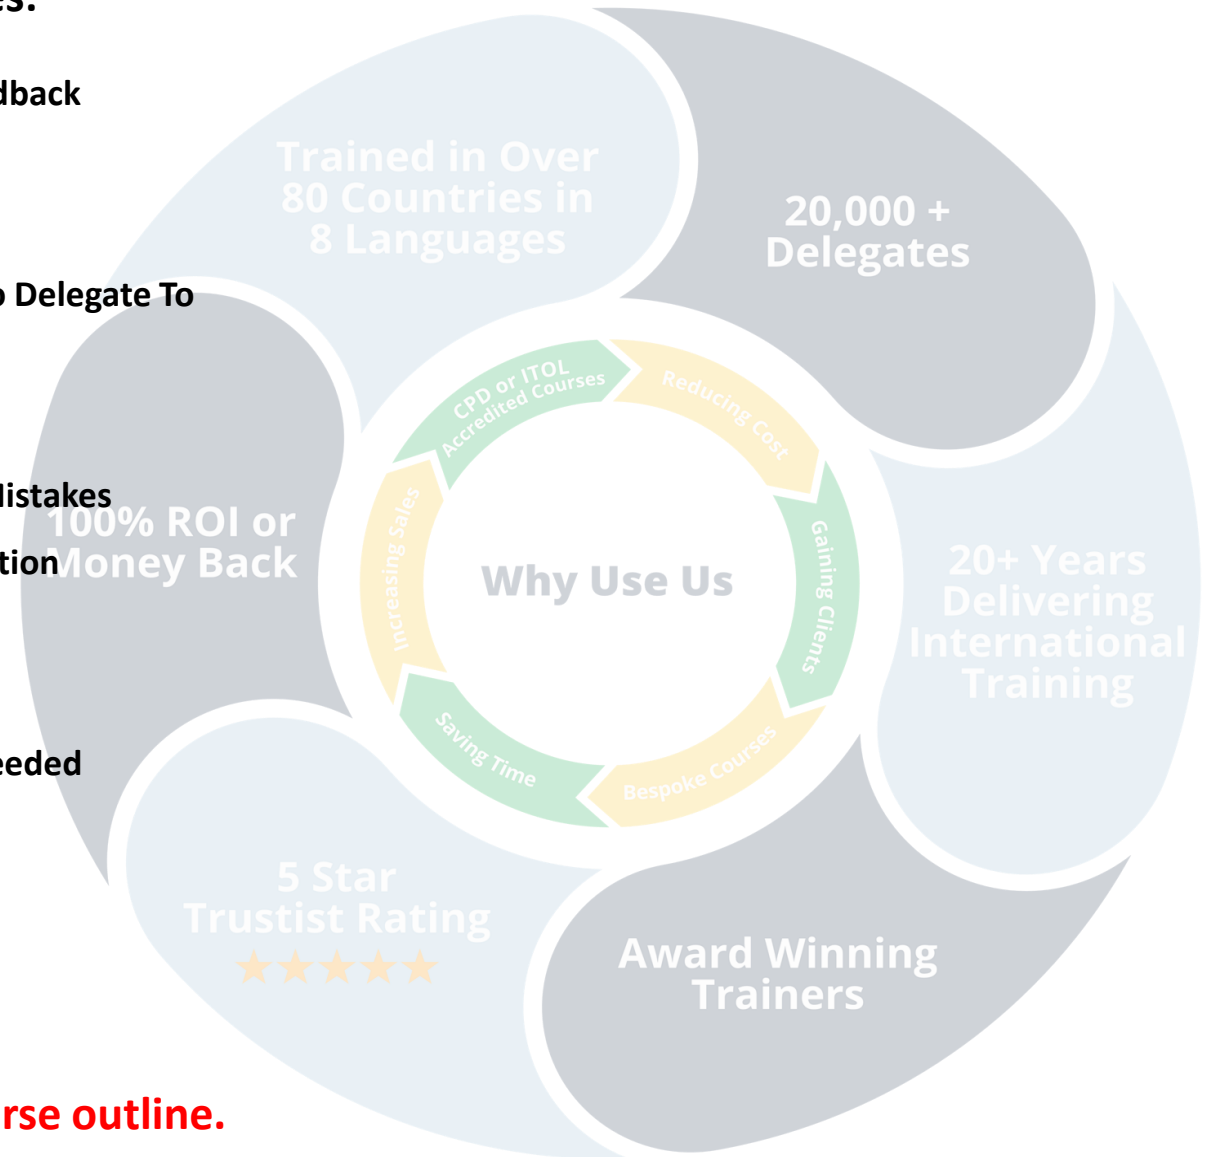 es:
dback
Trained in Over
80 Countries in
8 Languages
20,000 +
Delegates
o Delegate To
CPD or ITOL
Accredited Courses
Reducing Cost
Mistakes
100% ROI or
tion
Money Back
Increasing Sales
Why Use Us
Gaining Clients
20+ Years
Delivering
International
Training
Saving Time
Bespoke Courses
eeded
5 Star
Trustist Rating
Award Winning
Trainers
rse outline.